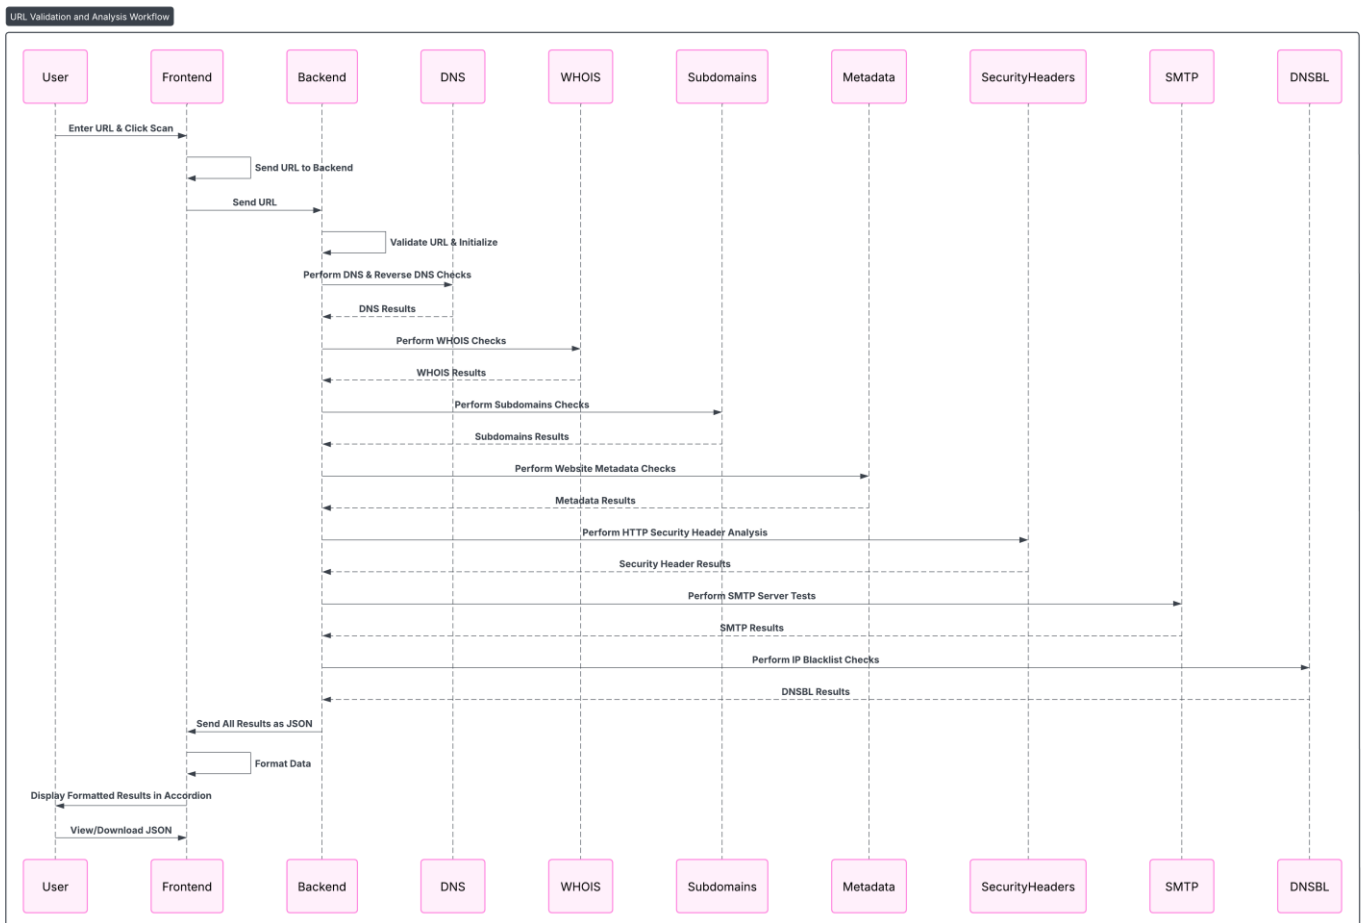 URL Validation and Analysis Workflow
User Frontend Backend DNS WHOIS Subdomains Metadata SecurityHeaders SMTP DNSBL
Enter URL & Click Scan
Send URL to Backend
Send URL
Validate URL & Initialize
Perform DNS & Reverse DNS Checks
DNS Results
Perform WHOIS Checks
WHOIS Results
Perform Subdomains Checks
Subdomains Results
Perform Website Metadata Checks
Metadata Results
Perform HTTP Security Header Analysis
Security Header Results
Perform SMTP Server Tests
SMTP Results
Perform IP Blacklist Checks
DNSBL Results
Send All Results as JSON
Format Data
Display Formatted Results in Accordion
View/Download JSON
User Frontend Backend DNS WHOIS Subdomains Metadata SecurityHeaders SMTP DNSBL